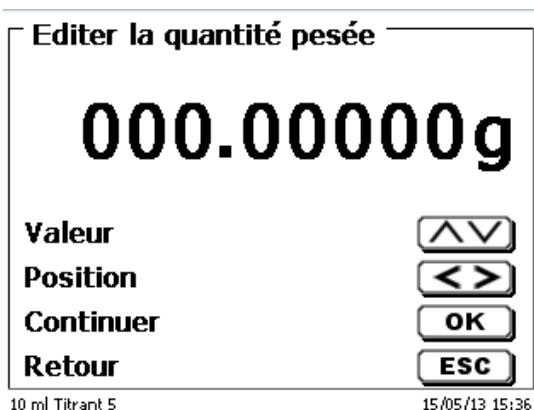 Editer la quantité pesée
000.00000g
Valeur
Position < >
Continuer OK
Retour ESC
10 ml Titrant 5 15/05/13 15:36